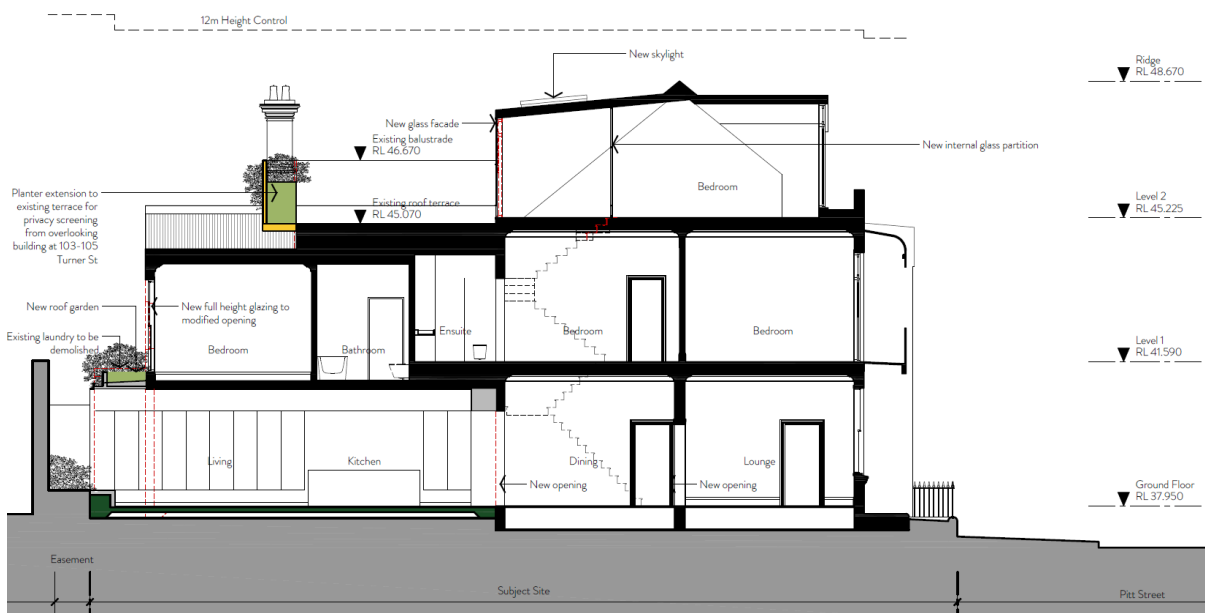 12m Height Control
New skylight
Ridge
RL 48.670
New glass facade
Existing balustrade
RL 46.670
New internal glass partition
Planter extension to
existing terrace for
privacy screening
from overlooking
building at 103-105
Turner St
Bedroom
Existing roof terrace
RL 45.070
Level 2
RL 45.225
New roof garden
New full height glazing to
modified opening
Existing laundry to be
demolished
Bedroom
Bathroom
Ensuite
Bedroom
Bedroom
Level 1
RL 41.590
Living
Kitchen
Dining
Lounge
New opening
New opening
Ground Floor
RL 37.950
Easement
Subject Site
Pitt Street